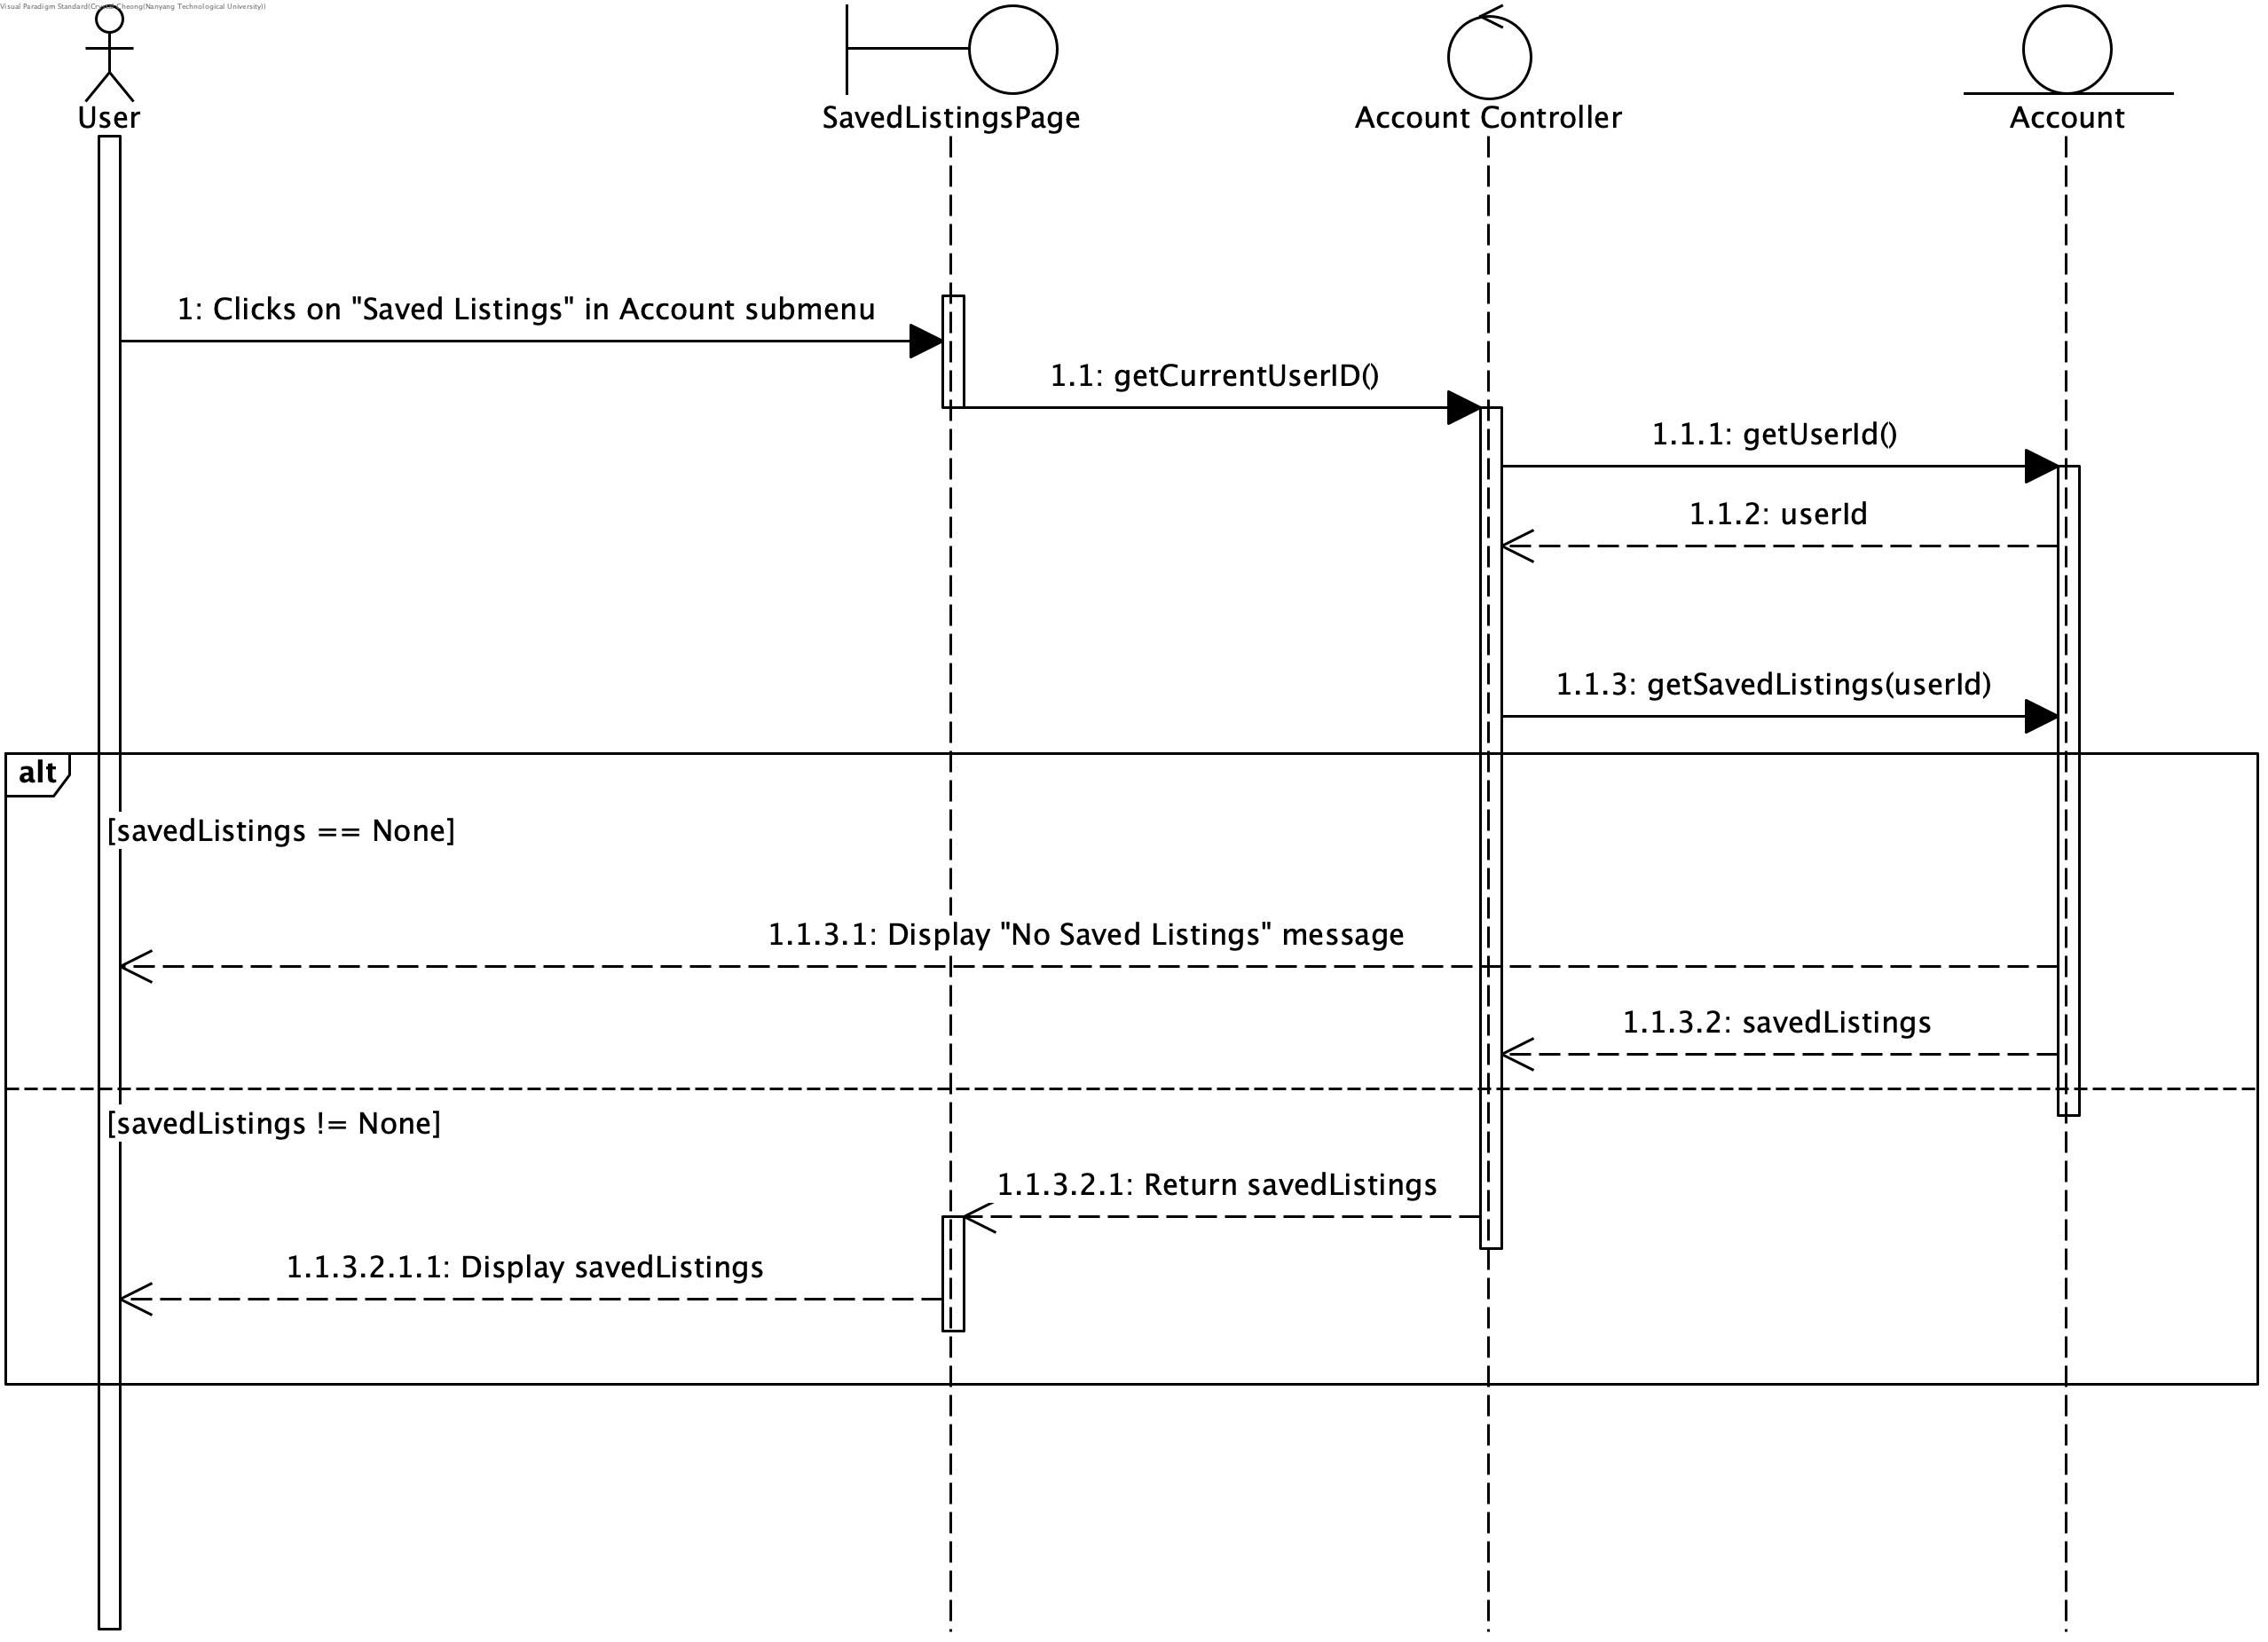 Visual Paradigm Standard(Crystal Cheong(Nanyang Technological University))
User
SavedListingsPage
Account Controller
Account
1: Clicks on "Saved Listings" in Account submenu
1.1: getCurrentUserID()
1.1.1: getUserId()
1.1.2: userId
1.1.3: getSavedListings(userId)
alt
[savedListings == None]
1.1.3.1: Display "No Saved Listings" message
1.1.3.2: savedListings
[savedListings != None]
1.1.3.2.1: Return savedListings
1.1.3.2.1.1: Display savedListings